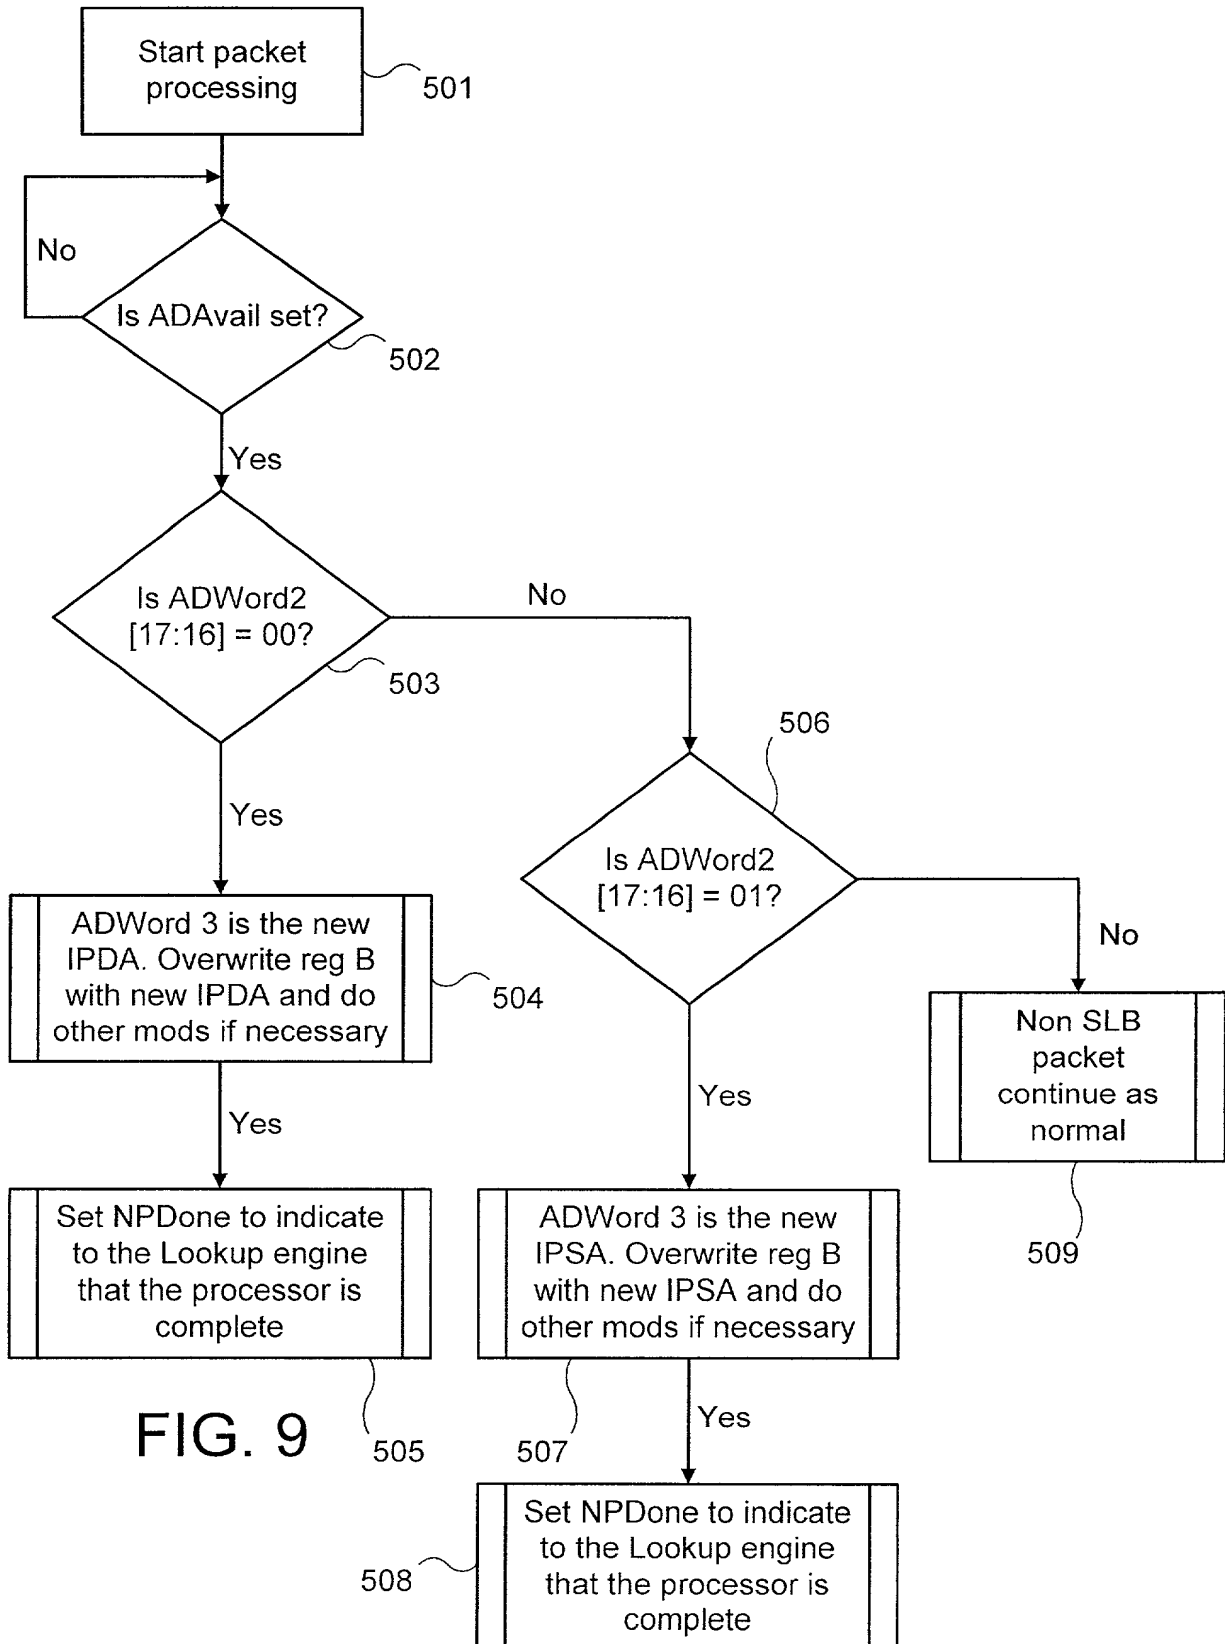 Start packet
processing
501
No
Is ADAvail set?
502
Yes
Is ADWord2
[17:16] = 00?
503
No
Yes
506
Is ADWord2
[17:16] = 01?
No
ADWord 3 is the new
IPDA. Overwrite reg B
with new IPDA and do
other mods if necessary
504
Yes
Yes
Non SLB
packet
continue as
normal
509
Set NPDone to indicate
to the Lookup engine
that the processor is
complete
505
ADWord 3 is the new
IPSA. Overwrite reg B
with new IPSA and do
other mods if necessary
507
Yes
FIG. 9
Set NPDone to indicate
to the Lookup engine
that the processor is
complete
508